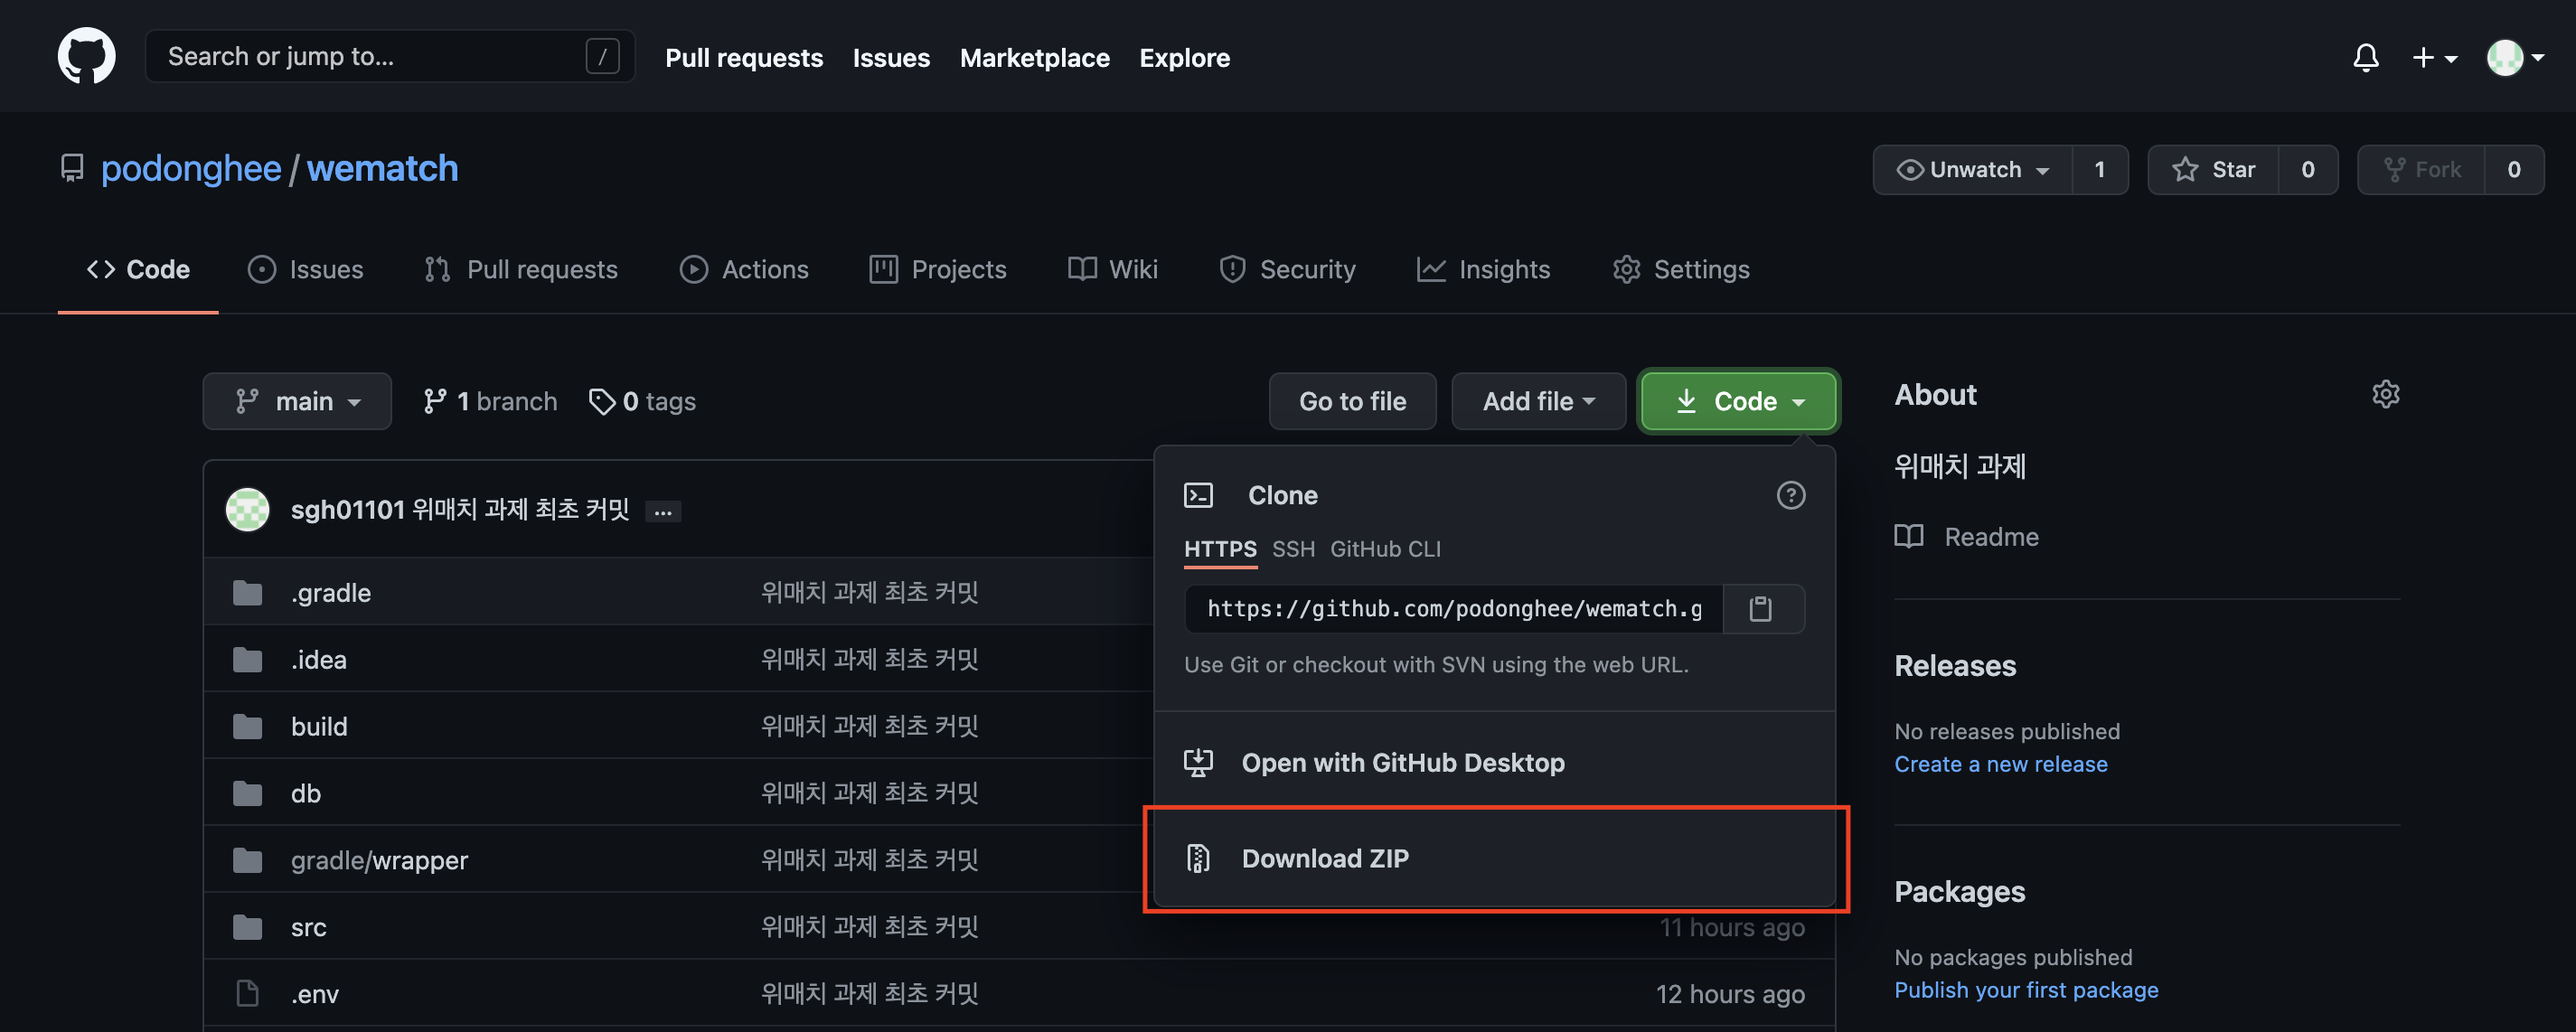 Search or jump to... /
Pull requests Issues Marketplace Explore
podonghee / wematch
Unwatch 1 Star 0 Fork 0
Code Issues Pull requests Actions Projects Wiki Security Insights Settings
main 1 branch 0 tags
Go to file Add file Code
sgh01101 위매치 과제 최초 커밋 ...
.gradle 위매치 과제 최초 커밋
.idea 위매치 과제 최초 커밋
build 위매치 과제 최초 커밋
db 위매치 과제 최초 커밋
gradle/wrapper 위매치 과제 최초 커밋
src 위매치 과제 최초 커밋 11 hours ago
.env 위매치 과제 최초 커밋 12 hours ago
Clone ?
HTTPS SSH GitHub CLI
https://github.com/podonghee/wematch.g
Use Git or checkout with SVN using the web URL.
Open with GitHub Desktop
Download ZIP
About
위매치 과제
Readme
Releases
No releases published
Create a new release
Packages
No packages published
Publish your first package